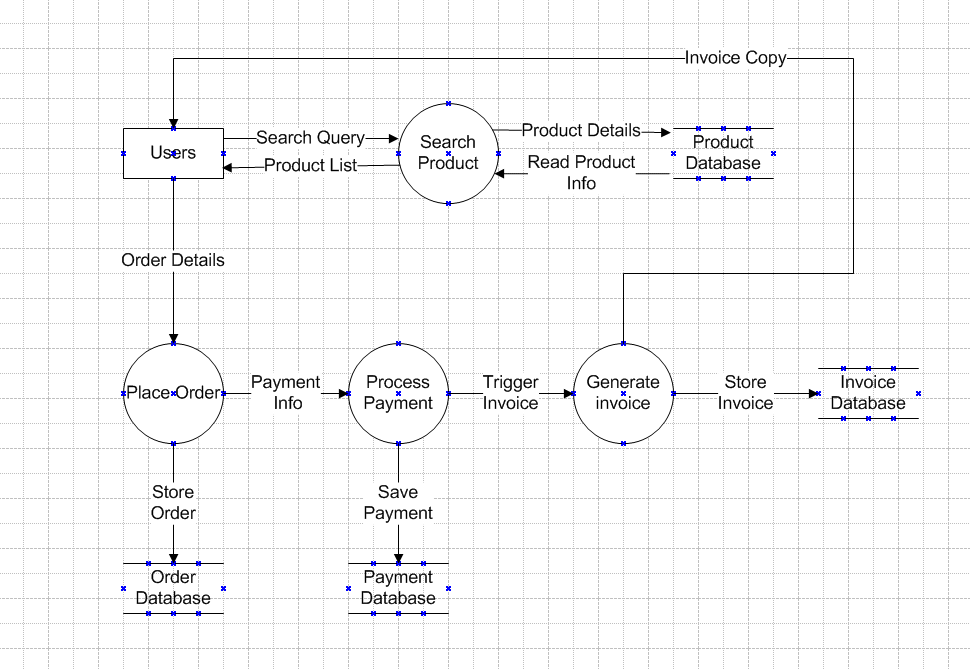 Invoice Copy
Users
Search Query
Product List
Search
Product
Product Details
Read Product
Info
Product
Database
Order Details
Place Order
Payment
Info
Process
Payment
Trigger
Invoice
Generate
invoice
Store
Invoice
Invoice
Database
Store
Order
Save
Payment
Order
Database
Payment
Database